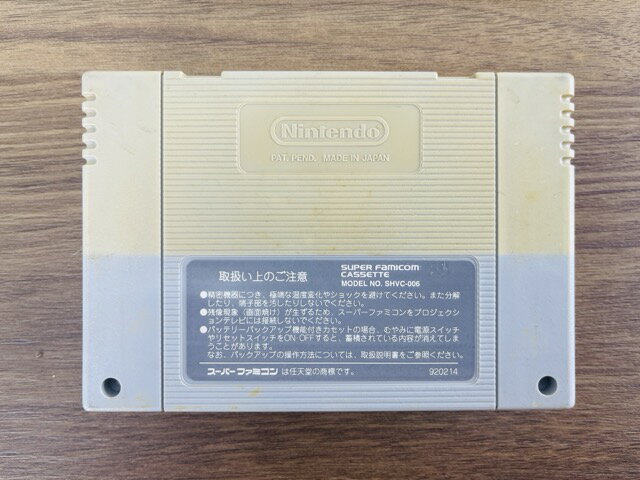 Nintendo
PAT. PEND. MADE IN JAPAN
取扱い上のご注意
SUPER FAMICOM
CASSETTE
MODEL NO. SHVC-006
●精密機器につき、極端な温度変化やショックを避けてください。また分解
したり、端子部を汚したりしないでください。
●残像現象（画面焼け）が生ずるため、スーパーファミコンをプロジェクシ
ョンテレビには接続しないでください。
●バッテリーバックアップ機能付きカセットの場合、むやみに電源スイッチ
やリセットスイッチをON・OFFすると、蓄積されている内容が消えてしま
うことがあります。
なお、バックアップの操作方法については、取扱説明書をご参照ください。
スーパーファミコン は任天堂の商標です。
920214